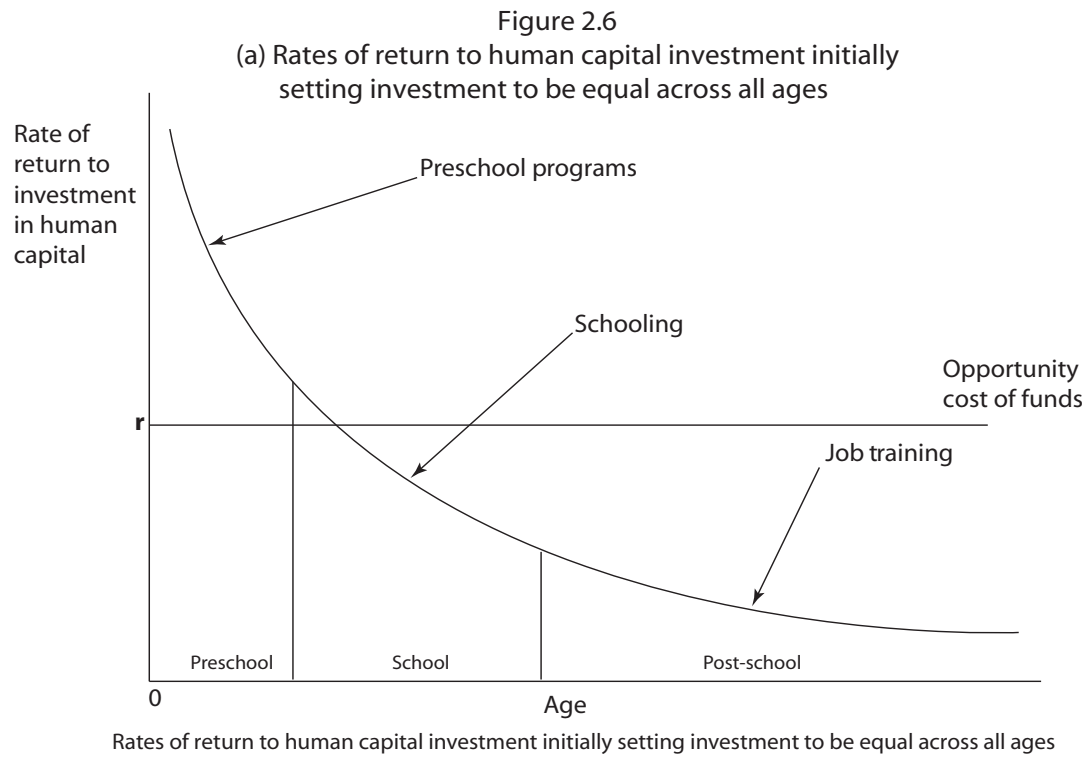 Figure 2.6
(a) Rates of return to human capital investment initially
setting investment to be equal across all ages
Rate of
return to
investment
in human
capital
Preschool programs
Schooling
Opportunity
cost of funds
r
Job training
Preschool
School
Post-school
0
Age
Rates of return to human capital investment initially setting investment to be equal across all ages